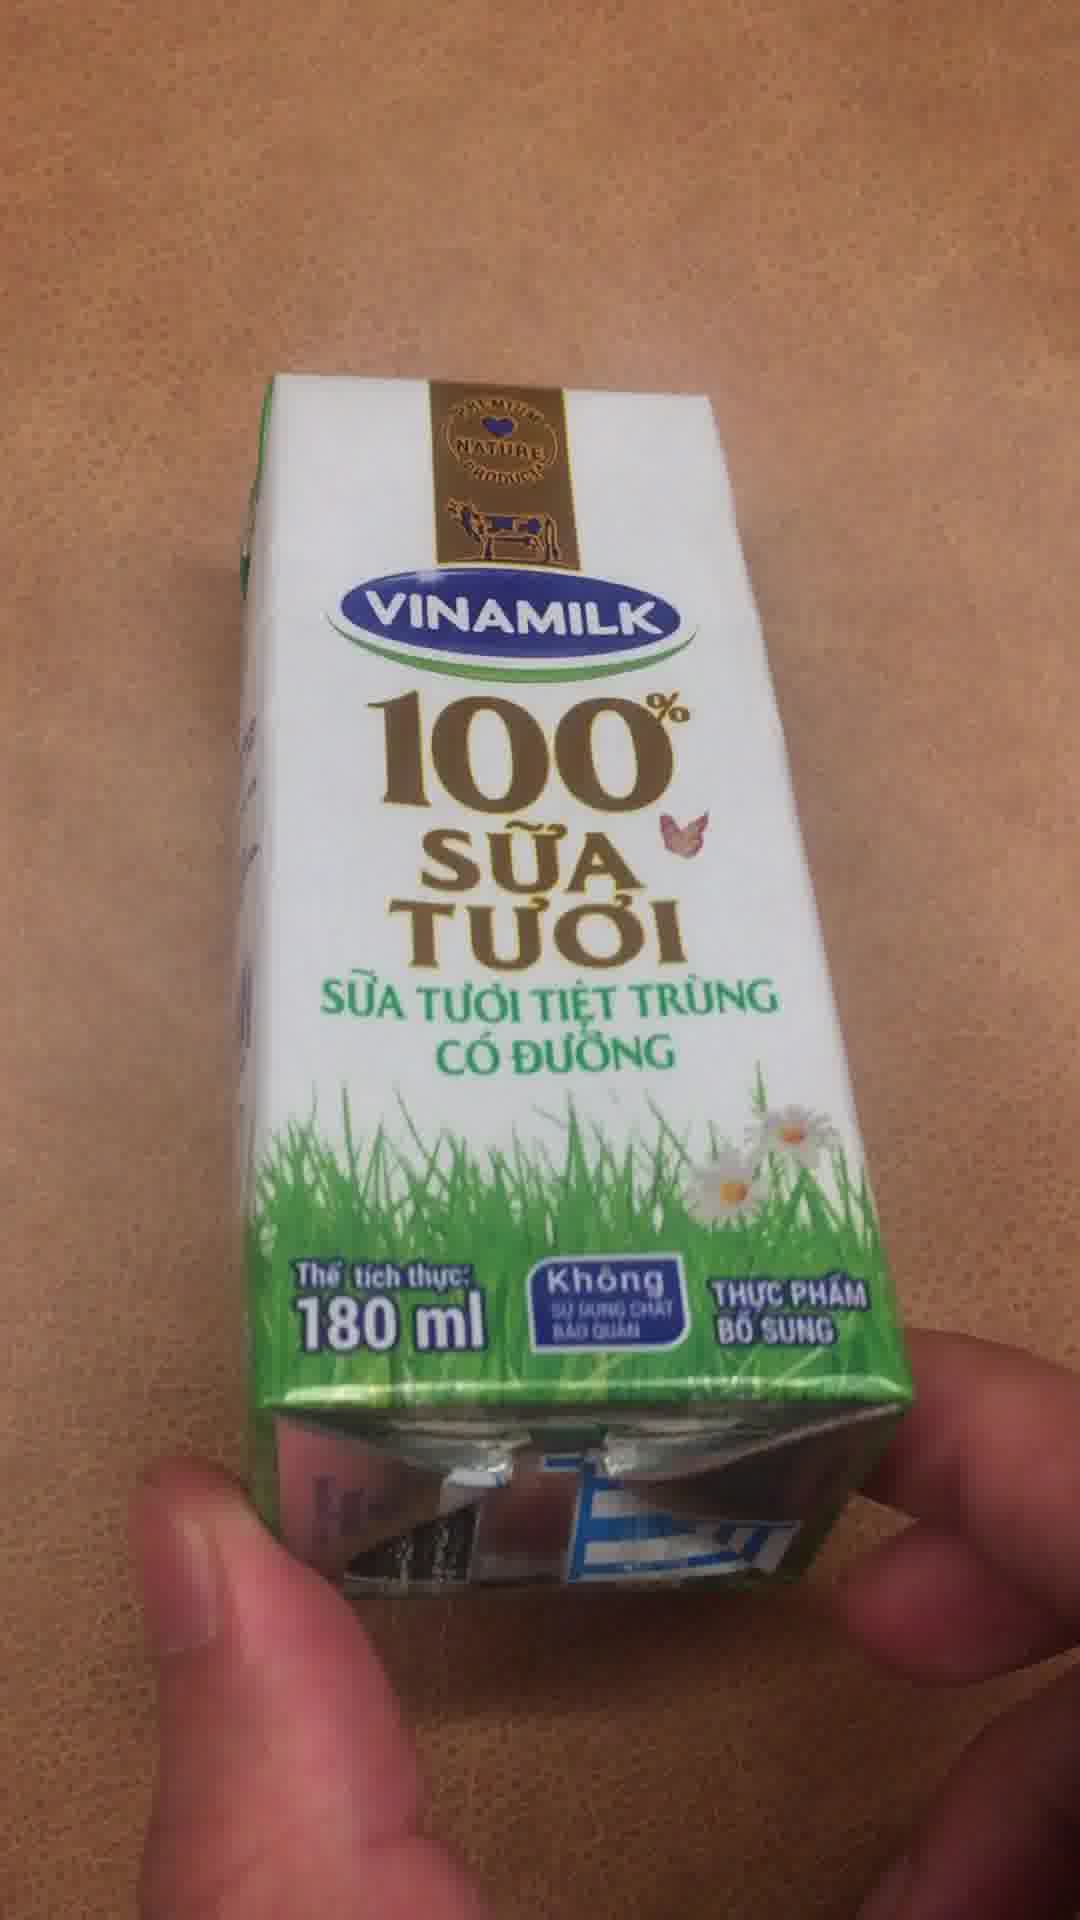 PREMIUM
NATURE
PRODUCT
VINAMILK
100%
SỮA
TƯƠI
SỮA TƯƠI TIỆT TRÙNG
CÓ ĐƯỜNG
Thể tích thực:
180 ml
Không
SỬ DỤNG CHẤT
BẢO QUẢN
THỰC PHẨM
BỔ SUNG